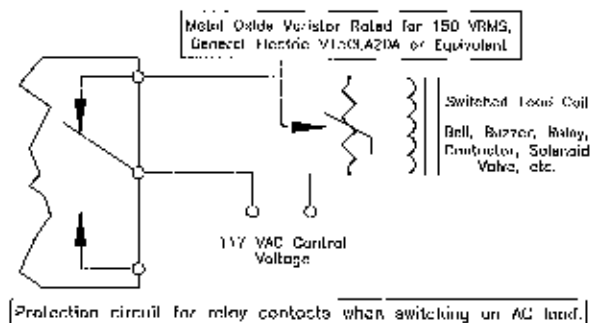 Metal Oxide Varistor Rated for 150 VRMS,
General Electric V150LA20A or Equivalent
Switched Load Coil
Bell, Buzzer, Relay,
Contactor, Solenoid
Valve, etc.
117 VAC Control
Voltage
Protection circuit for relay contacts when switching an AC load.